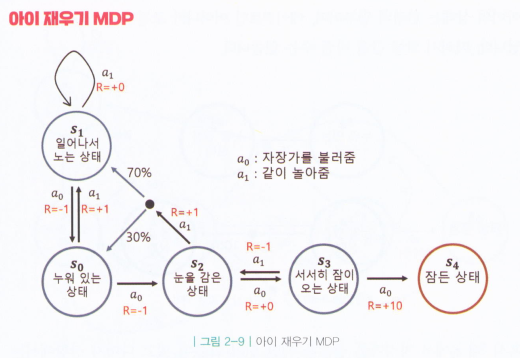 아이 재우기 MDP
a₁
R=+0
s₁
일어나서
노는 상태
a₀ : 자장가를 불러줌
a₁ : 같이 놀아줌
70%
a₀ a₁
R=-1 R=+1
R=+1
a₁
30%
R=-1
a₁
s₀
누워 있는
상태
s₂
눈을 감은
상태
s₃
서서히 잠이
오는 상태
s₄
잠든 상태
a₀
R=-1
a₀
R=+0
a₀
R=+10
| 그림 2-9 | 아이 재우기 MDP